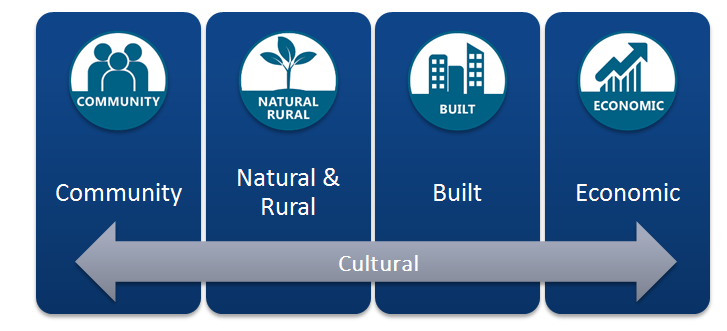 COMMUNITY
NATURAL
RURAL
BUILT
ECONOMIC
Community
Natural &
Rural
Built
Economic
Cultural